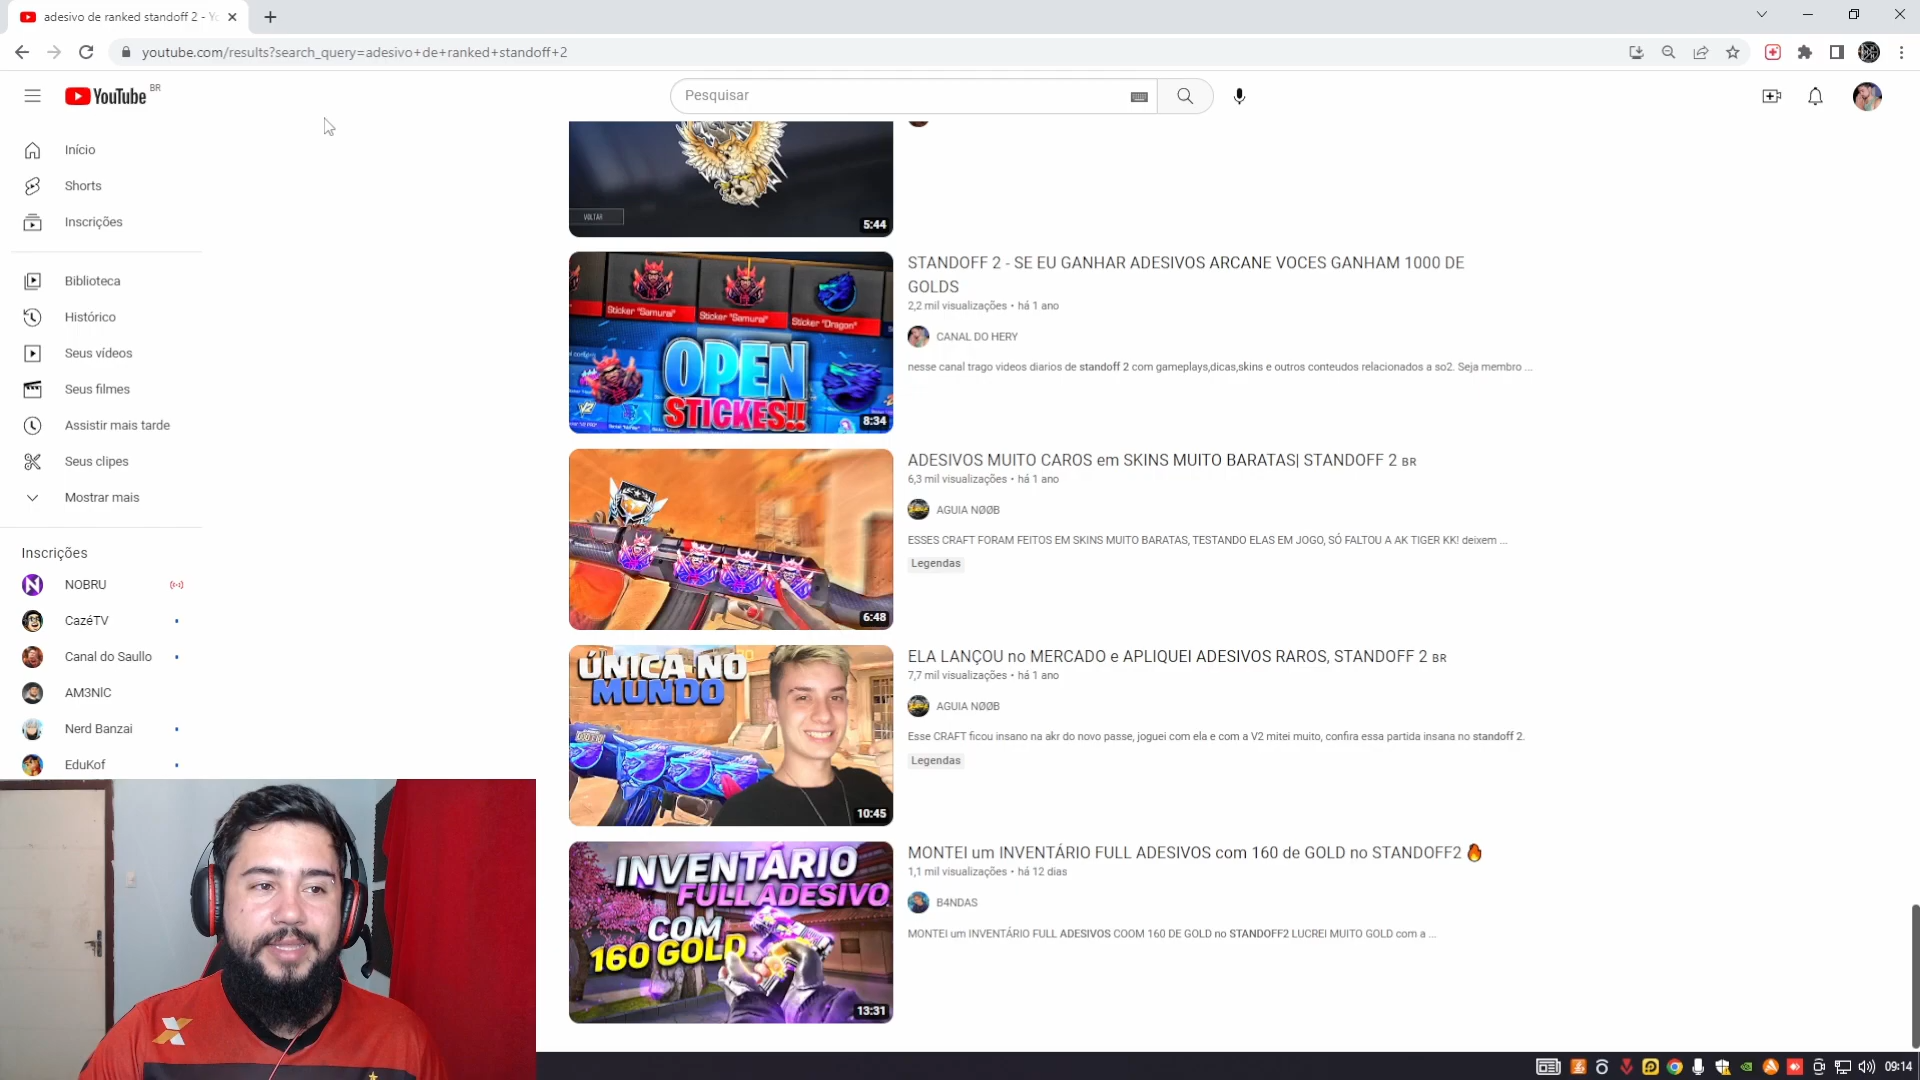 adesivo de ranked standoff 2 - Yo
youtube.com/results?search_query=adesivo+de+ranked+standoff+2
YouTube BR
Pesquisar
Início
Shorts
Inscrições
Biblioteca
Histórico
Seus vídeos
Seus filmes
Assistir mais tarde
Seus clipes
Mostrar mais
Inscrições
NOBRU
CazéTV
Canal do Saullo
AM3NlC
Nerd Banzai
EduKof
VOLTAR
5:44
Sticker "Samurai"
Sticker "Samurai"
Sticker "Dragon"
OPEN
STICKES!!
8:34
STANDOFF 2 - SE EU GANHAR ADESIVOS ARCANE VOCES GANHAM 1000 DE
GOLDS
2,2 mil visualizações • há 1 ano
CANAL DO HERY
nesse canal trago videos diarios de standoff 2 com gameplays,dicas,skins e outros conteudos relacionados a so2. Seja membro ...
6:48
ADESIVOS MUITO CAROS em SKINS MUITO BARATAS| STANDOFF 2 BR
6,3 mil visualizações • há 1 ano
AGUIA NØØB
ESSES CRAFT FORAM FEITOS EM SKINS MUITO BARATAS, TESTANDO ELAS EM JOGO, SÓ FALTOU A AK TIGER KK! deixem ...
Legendas
ÚNICA NO
MUNDO
10:45
ELA LANÇOU no MERCADO e APLIQUEI ADESIVOS RAROS, STANDOFF 2 BR
7,7 mil visualizações • há 1 ano
AGUIA NØØB
Esse CRAFT ficou insano na akr do novo passe, joguei com ela e com a V2 mitei muito, confira essa partida insana no standoff 2.
Legendas
INVENTÁRIO
FULL ADESIVO
COM
160 GOLD
13:31
MONTEI um INVENTÁRIO FULL ADESIVOS com 160 de GOLD no STANDOFF2 🔥
1,1 mil visualizações • há 12 dias
B4NDAS
MONTEI um INVENTÁRIO FULL ADESIVOS COOM 160 DE GOLD no STANDOFF2 LUCREI MUITO GOLD com a ...
09:14